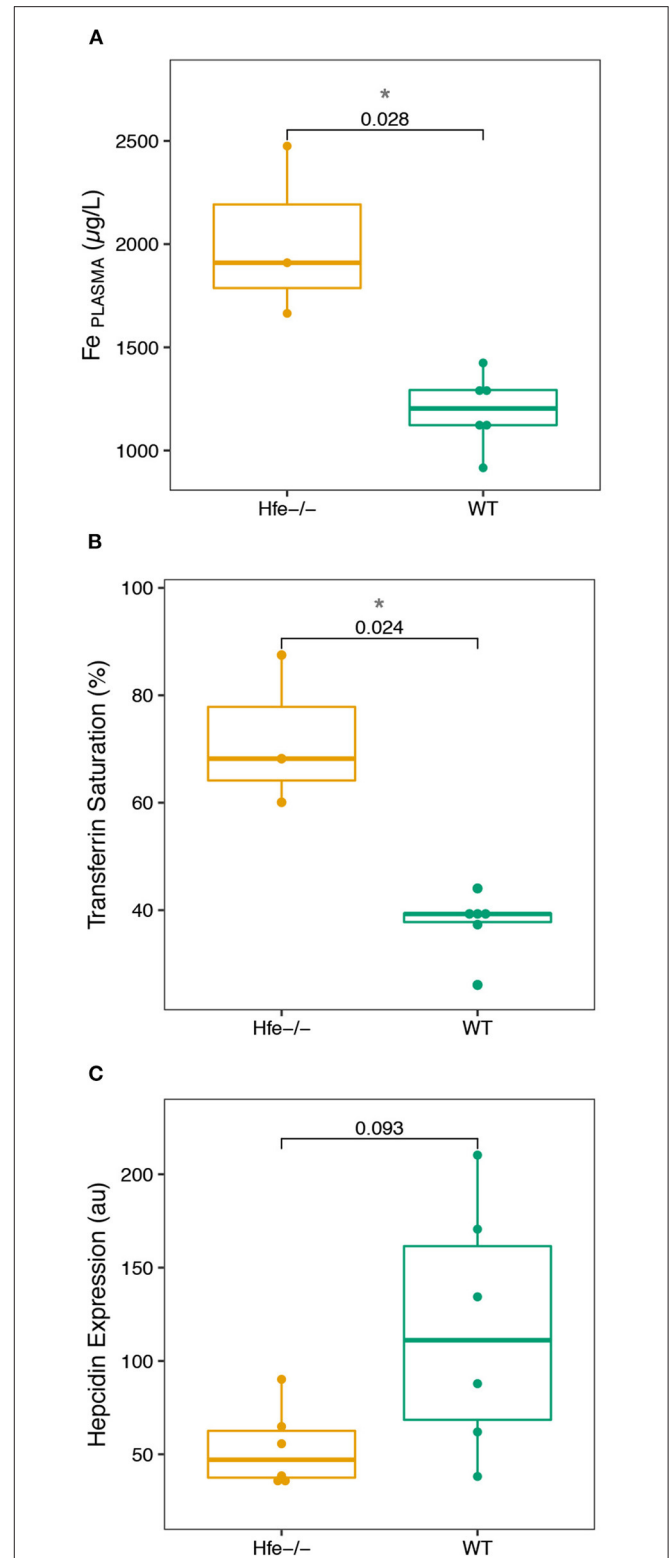 A
*
0.028
2500
2000
1500
1000
Fe PLASMA (µg/L)
Hfe−/−
WT
B
100
*
0.024
80
60
40
Transferrin Saturation (%)
Hfe−/−
WT
C
0.093
200
150
100
50
Hepcidin Expression (au)
Hfe−/−
WT